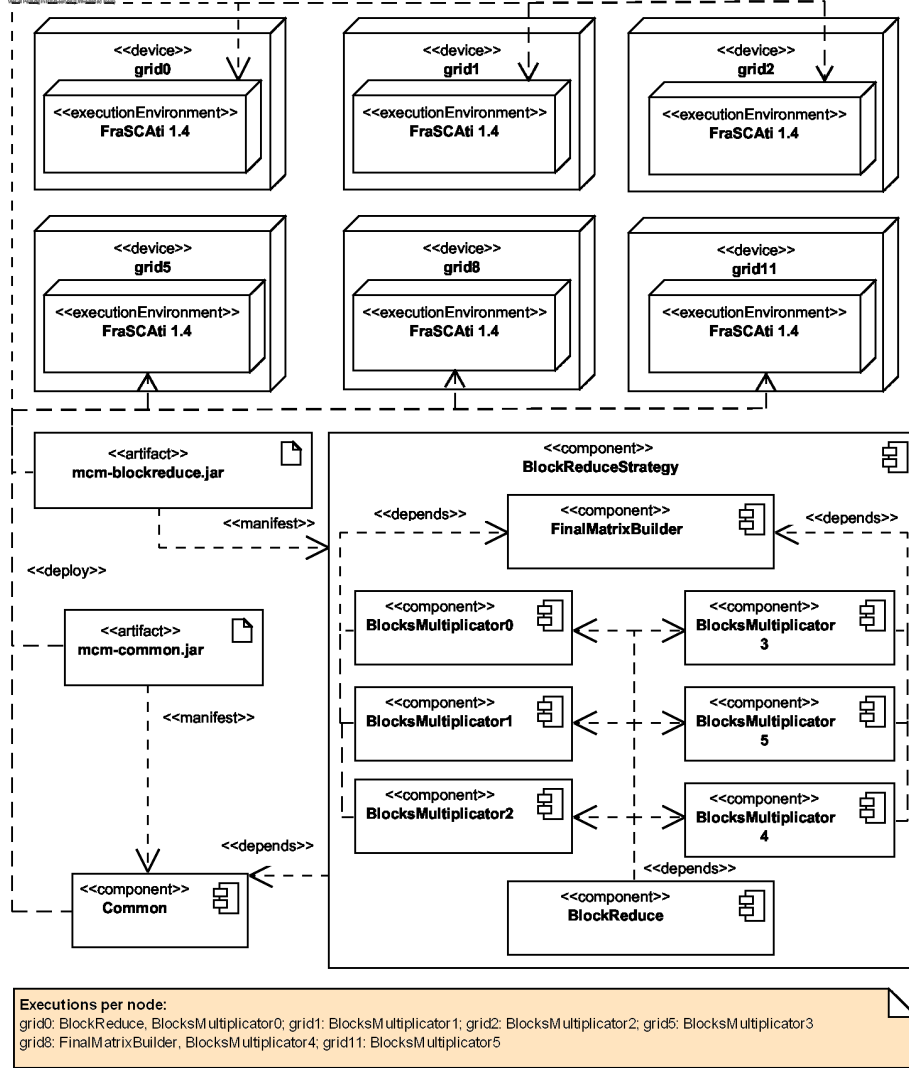 <<device>>
grid0
<<executionEnvironment>>
FraSCAti 1.4
<<device>>
grid1
<<executionEnvironment>>
FraSCAti 1.4
<<device>>
grid2
<<executionEnvironment>>
FraSCAti 1.4
<<device>>
grid5
<<executionEnvironment>>
FraSCAti 1.4
<<device>>
grid8
<<executionEnvironment>>
FraSCAti 1.4
<<device>>
grid11
<<executionEnvironment>>
FraSCAti 1.4
<<artifact>>
mcm-blockreduce.jar
<<manifest>>
<<deploy>>
<<artifact>>
mcm-common.jar
<<manifest>>
<<depends>>
<<component>>
Common
<<component>>
BlockReduceStrategy
<<depends>>
<<component>>
FinalMatrixBuilder
<<depends>>
<<component>>
BlocksMultiplicator0
<<component>>
BlocksMultiplicator
3
<<component>>
BlocksMultiplicator1
<<component>>
BlocksMultiplicator
5
<<component>>
BlocksMultiplicator2
<<component>>
BlocksMultiplicator
4
<<depends>>
<<component>>
BlockReduce
Executions per node:
grid0: BlockReduce, BlocksMultiplicator0; grid1: BlocksMultiplicator1; grid2: BlocksMultiplicator2; grid5: BlocksMultiplicator3
grid8: FinalMatrixBuilder, BlocksMultiplicator4; grid11: BlocksMultiplicator5